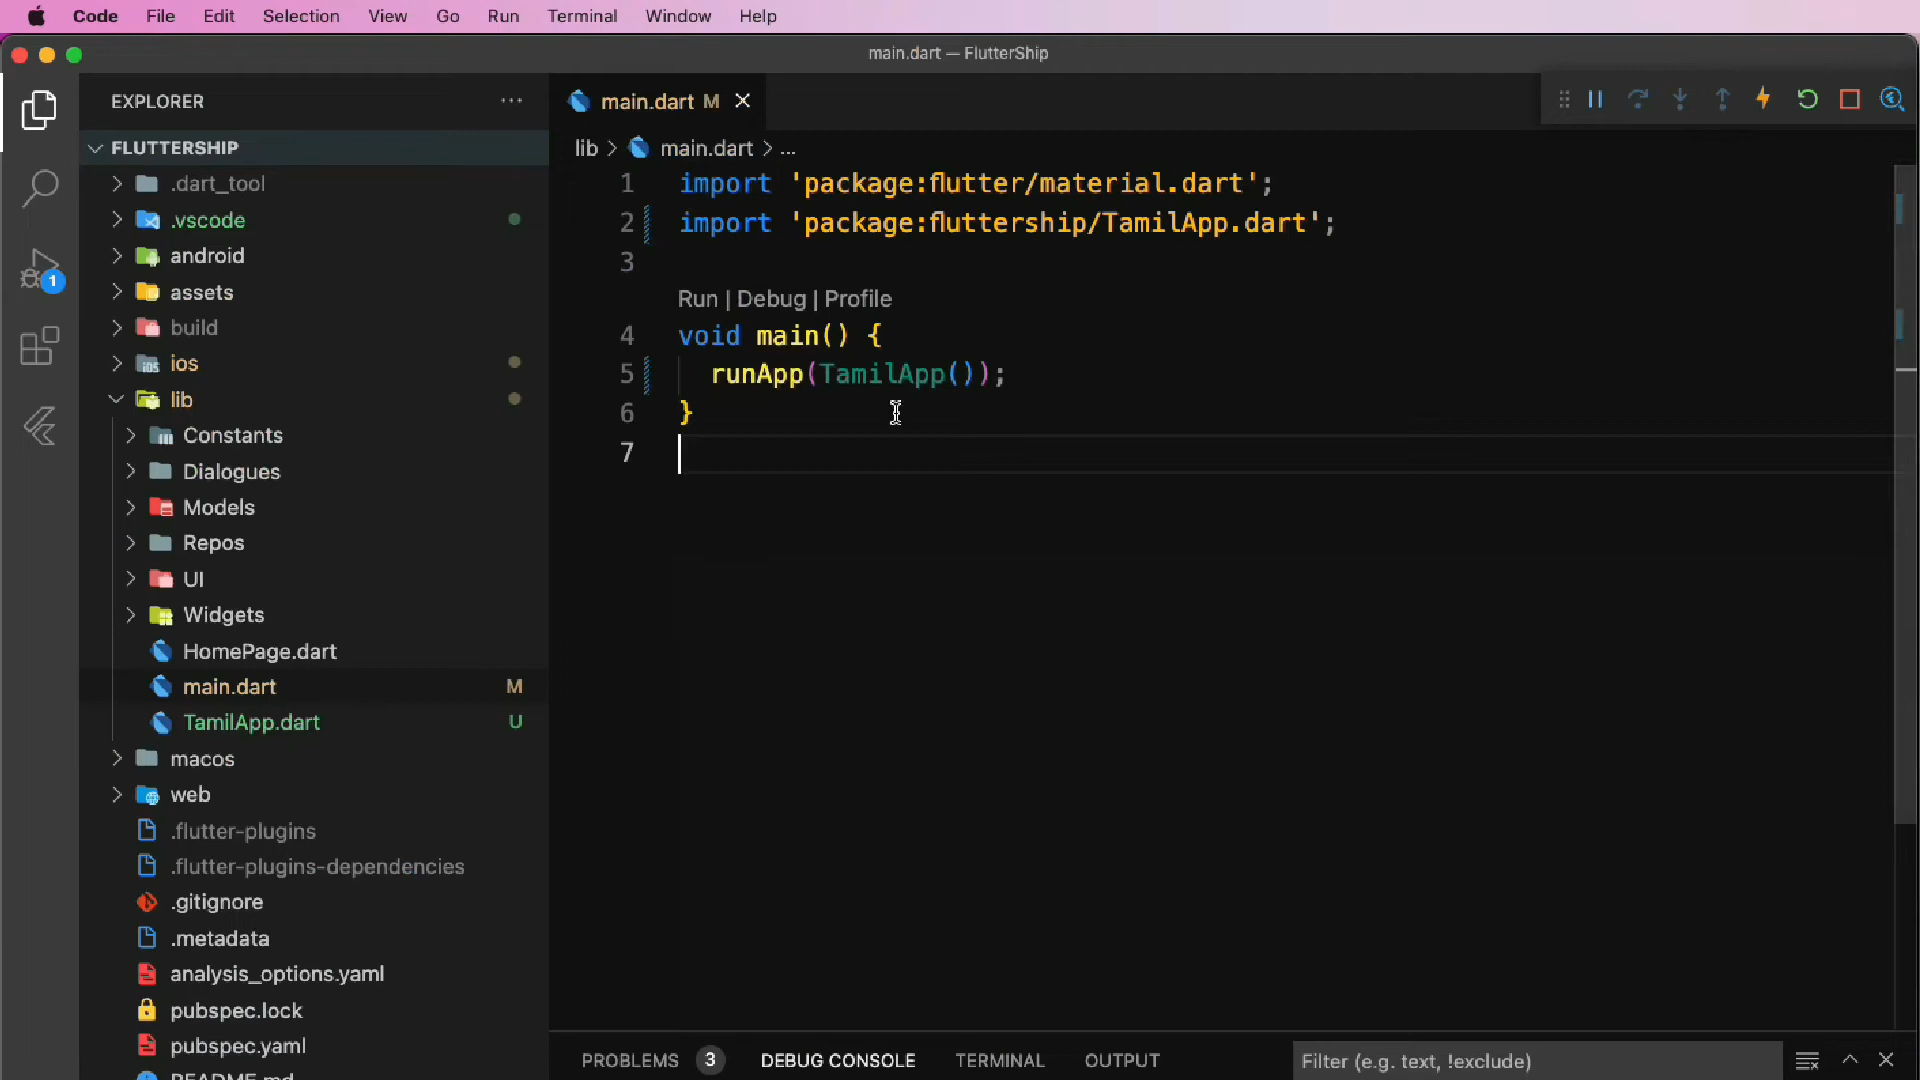 Code File Edit Selection View Go Run Terminal Window Help
main.dart — FlutterShip
EXPLORER
FLUTTERSHIP
.dart_tool
.vscode
android
assets
build
ios
lib
Constants
Dialogues
Models
Repos
UI
Widgets
HomePage.dart
main.dart M
TamilApp.dart U
macos
web
.flutter-plugins
.flutter-plugins-dependencies
.gitignore
.metadata
analysis_options.yaml
pubspec.lock
pubspec.yaml
README.md
1
main.dart M
lib > main.dart > ...
1 import 'package:flutter/material.dart';
2 import 'package:fluttership/TamilApp.dart';
3
Run | Debug | Profile
4 void main() {
5 runApp(TamilApp());
6 }
7
PROBLEMS 3 DEBUG CONSOLE TERMINAL OUTPUT Filter (e.g. text, !exclude)